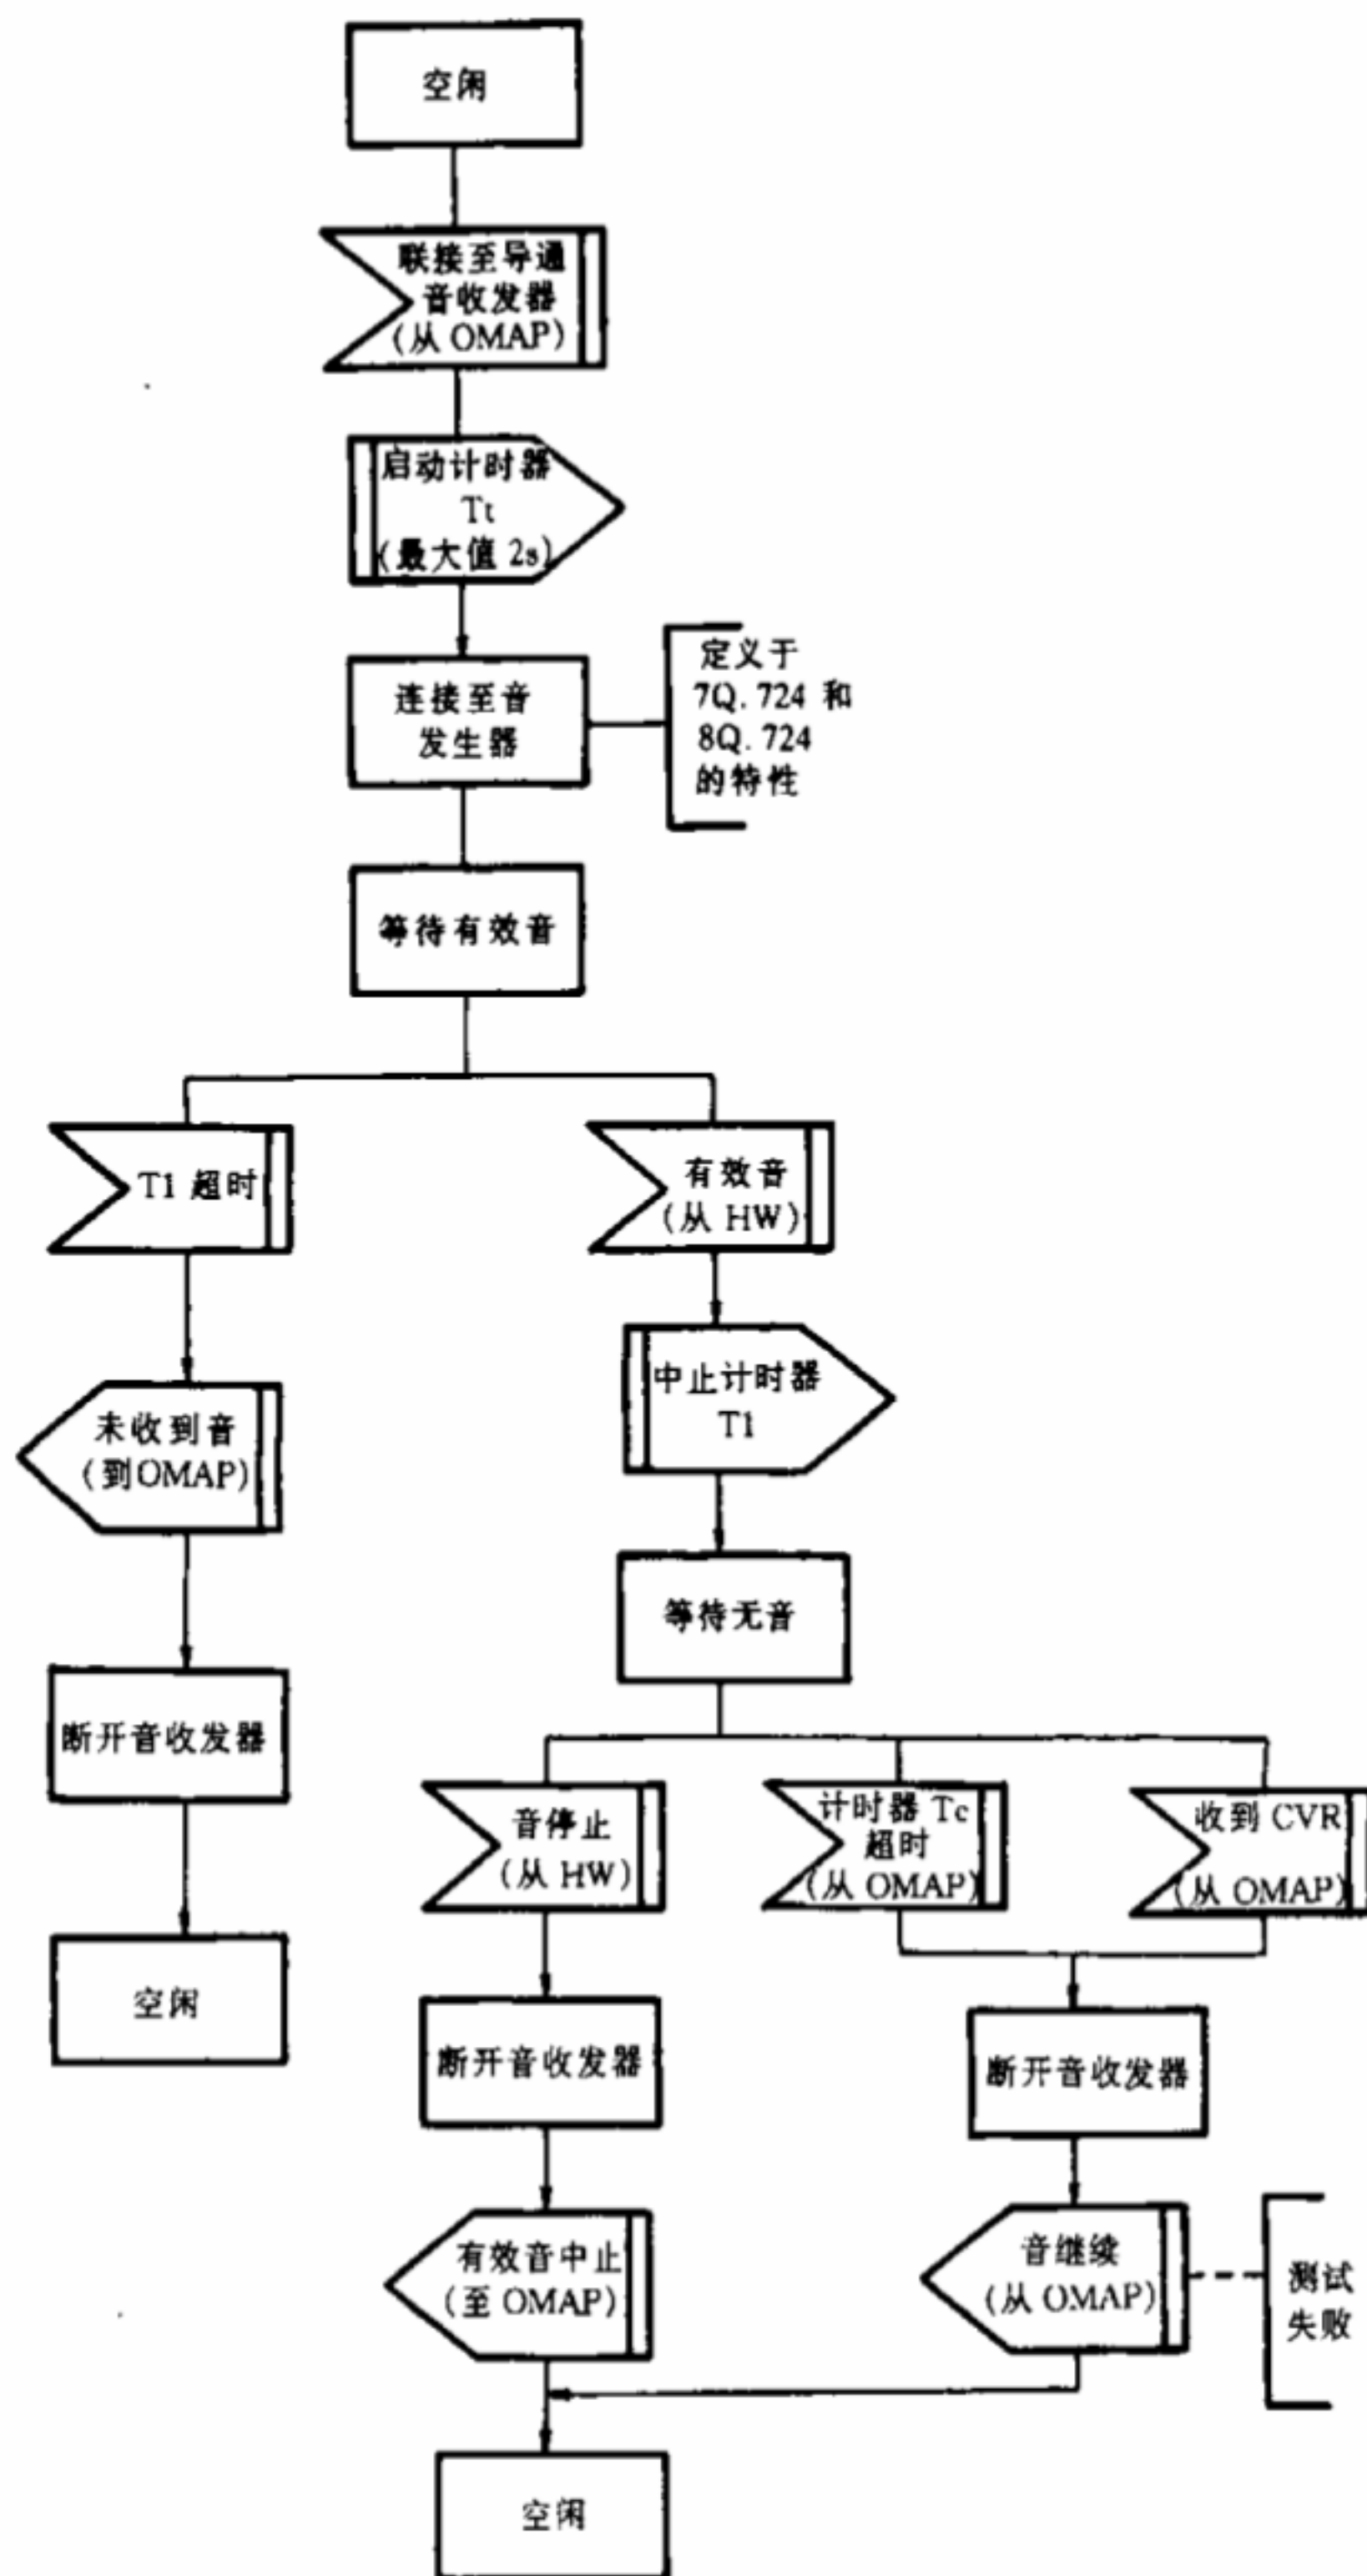 空闲
联接至导通
音收发器
(从 OMAP)
启动计时器
Tt
(最大值 2s)
连接至音
发生器
定义于
7Q.724 和
8Q.724
的特性
等待有效音
T1 超时
有效音
(从 HW)
中止计时器
T1
未收到音
(到OMAP)
等待无音
断开音收发器
音停止
(从 HW)
计时器 Tc
超时
(从 OMAP)
收到 CVR
(从 OMAP)
空闲
断开音收发器
断开音收发器
有效音中止
(至 OMAP)
音继续
(从 OMAP)
测试
失败
空闲